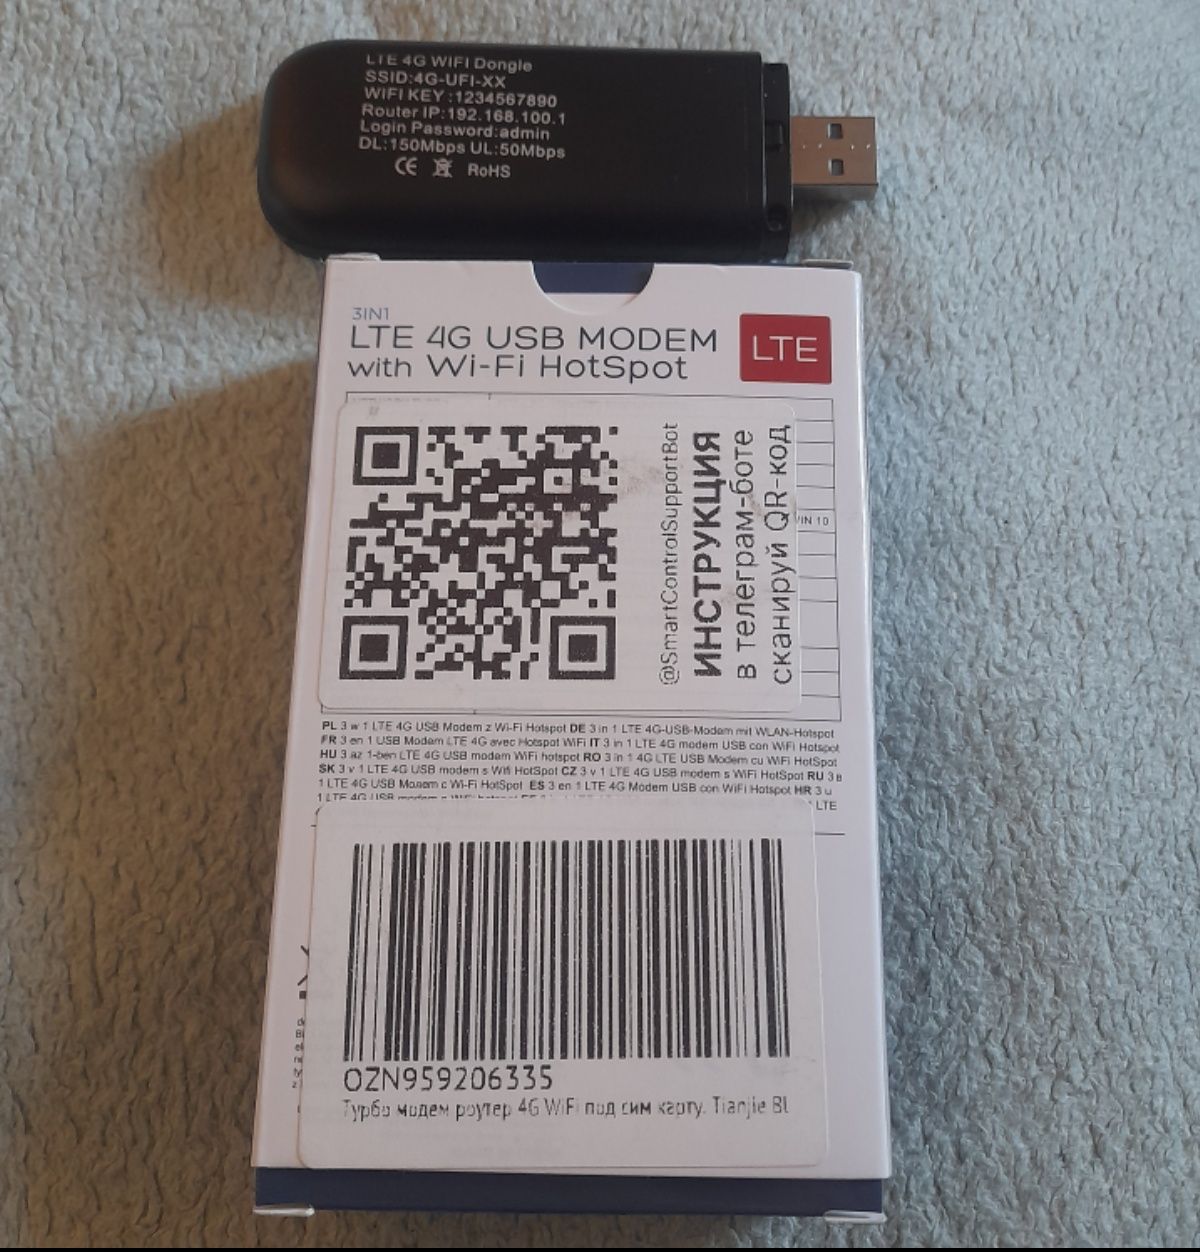 LTE 4G WIFI Dongle
SSID:4G-UFI-XX
WIFI KEY :1234567890
Router IP:192.168.100.1
Login Password:admin
DL:150Mbps UL:50Mbps
CE RoHS
3IN1
LTE 4G USB MODEM
with Wi-Fi HotSpot
LTE
@SmartControlSupportBot
ИНСТРУКЦИЯ
в телеграм-боте
сканируй QR-код
10
PL 3 w 1 LTE 4G USB Modem z Wi-Fi Hotspot DE 3 in 1 LTE 4G-USB-Modem mit WLAN-Hotspot
FR 3 en 1 USB Modem LTE 4G avec Hotspot WiFi IT 3 in 1 LTE 4G modem USB con WiFi Hotspot
HU 3 az 1-ben LTE 4G USB modem WiFi hotspot RO 3 in 1 4G LTE USB Modem cu WiFi HotSpot
SK 3 v 1 LTE 4G USB modem s Wifi HotSpot CZ 3 v 1 LTE 4G USB modem s WiFi HotSpot RU 3 в
1 LTE 4G USB Модем с Wi-Fi HotSpot ES 3 en 1 LTE 4G Modem USB con WiFi Hotspot HR 3 u
1 LTE 4G USB LTE
OZN959206335
Турбо модем роутер 4G WiFi под сим карту. Tianjie BL